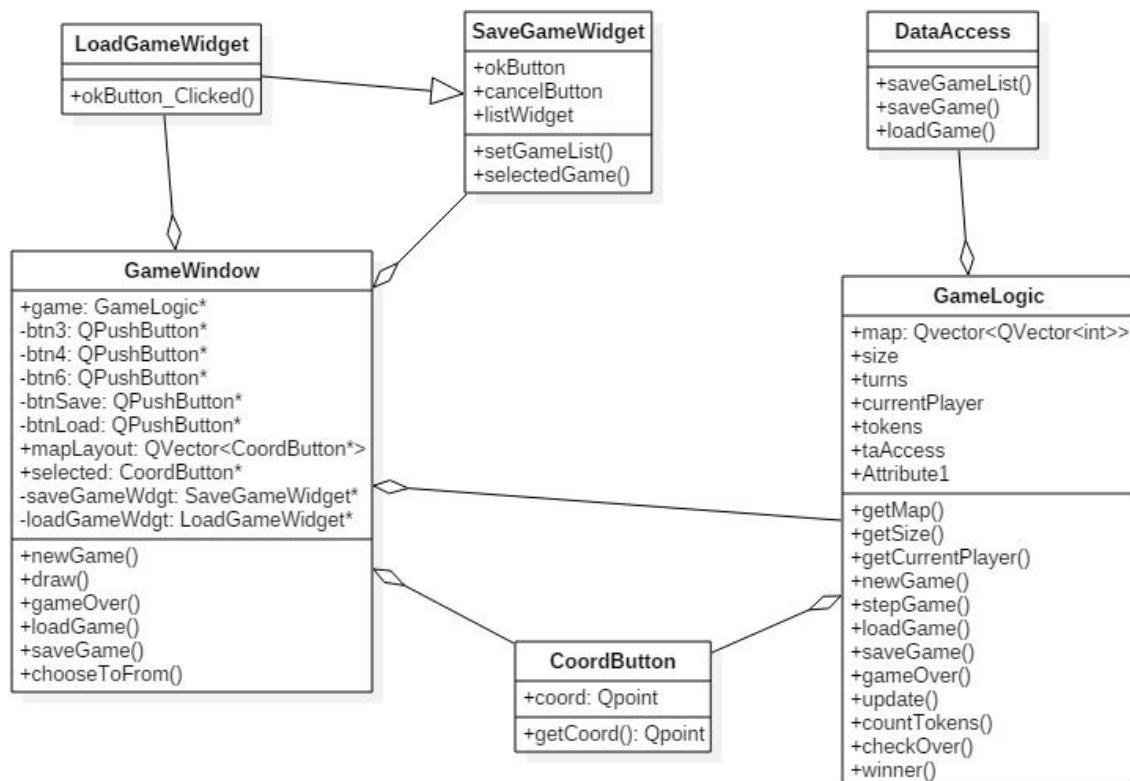 LoadGameWidget
+okButton_Clicked()
SaveGameWidget
+okButton
+cancelButton
+listWidget
+setGameList()
+selectedGame()
DataAccess
+saveGameList()
+saveGame()
+loadGame()
GameWindow
+game: GameLogic*
-btn3: QPushButton*
-btn4: QPushButton*
-btn6: QPushButton*
-btnSave: QPushButton*
-btnLoad: QPushButton*
+mapLayout: QVector<CoordButton*>
+selected: CoordButton*
-saveGameWdgt: SaveGameWidget*
-loadGameWdgt: LoadGameWidget*
+newGame()
+draw()
+gameOver()
+loadGame()
+saveGame()
+chooseToFrom()
CoordButton
+coord: Qpoint
+getCoord(): Qpoint
GameLogic
+map: Qvector<QVector<int>>
+size
+turns
+currentPlayer
+tokens
+taAccess
+Attribute1
+getMap()
+getSize()
+getCurrentPlayer()
+newGame()
+stepGame()
+loadGame()
+saveGame()
+gameOver()
+update()
+countTokens()
+checkOver()
+winner()